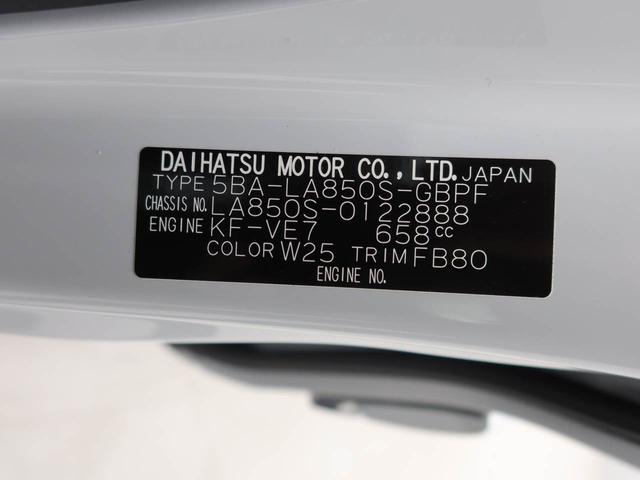 DAIHATSU MOTOR CO., LTD. JAPAN
TYPE 5BA-LA850S-GBPF
CHASSIS NO. LA850S-0122888
ENGINE KF-VE7 658cc
COLOR W25 TRIM FB80
ENGINE NO.